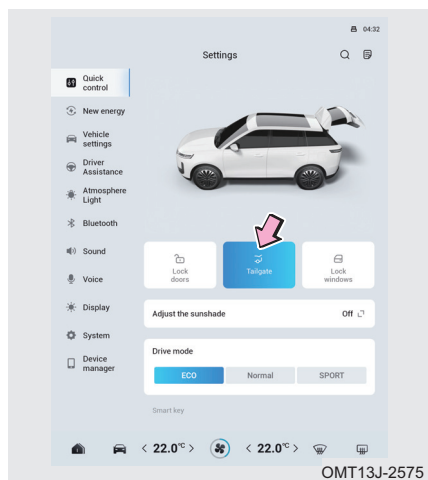 04:32
Settings
Quick
control
New energy
Vehicle
settings
Driver
Assistance
Atmosphere
Light
Bluetooth
Sound
Voice
Display
System
Device
manager
Lock
doors
Tailgate
Lock
windows
Adjust the sunshade
Off
Drive mode
ECO
Normal
SPORT
Smart key
< 22.0℃ >
< 22.0℃ >
OMT13J-2575